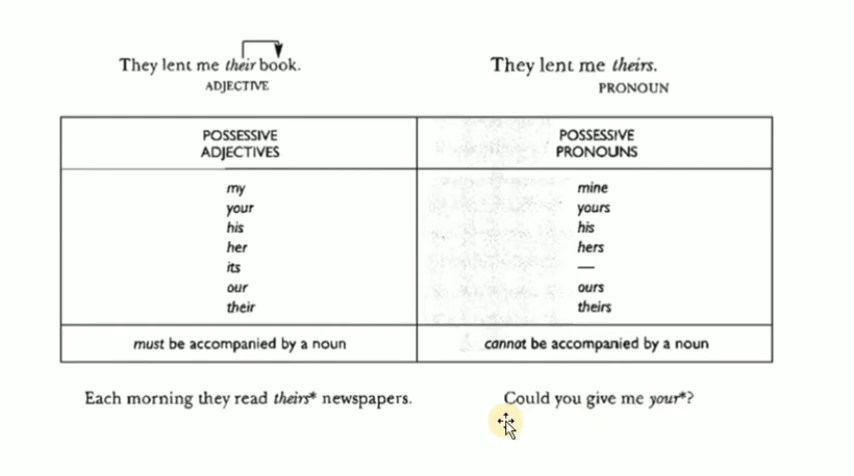 They lent me their book.
ADJECTIVE
They lent me theirs.
PRONOUN
POSSESSIVE
ADJECTIVES
POSSESSIVE
PRONOUNS
my
your
his
her
its
our
their
mine
yours
his
hers
—
ours
theirs
must be accompanied by a noun
cannot be accompanied by a noun
Each morning they read theirs* newspapers.
Could you give me your*?